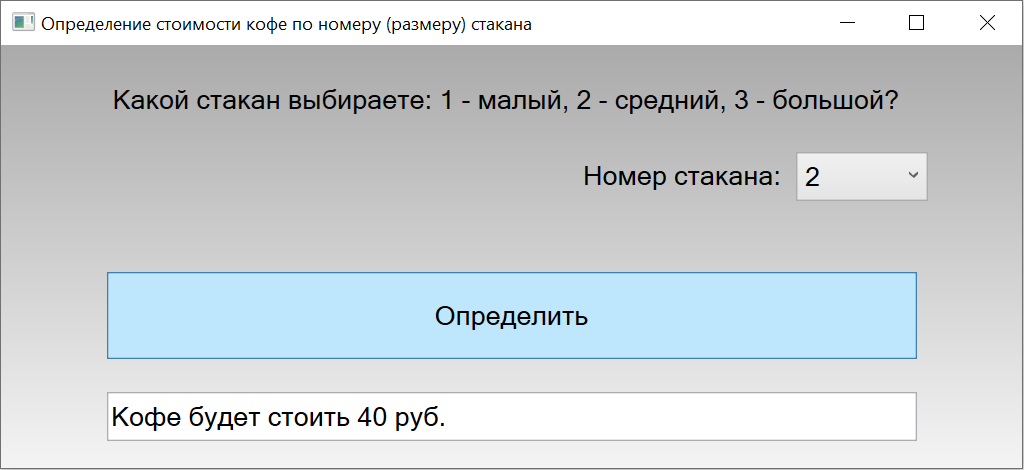 Определение стоимости кофе по номеру (размеру) стакана
Какой стакан выбираете: 1 - малый, 2 - средний, 3 - большой?
Номер стакана: 2
Определить
Кофе будет стоить 40 руб.